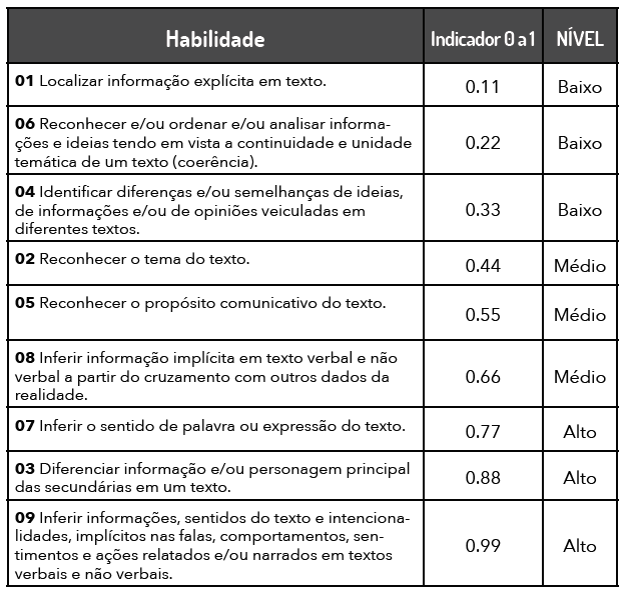 Habilidade Indicador 0 a 1 NÍVEL
01 Localizar informação explícita em texto. 0.11 Baixo
06 Reconhecer e/ou ordenar e/ou analisar informa-
ções e ideias tendo em vista a continuidade e unidade 0.22 Baixo
temática de um texto (coerência).
04 Identificar diferenças e/ou semelhanças de ideias,
de informações e/ou de opiniões veiculadas em 0.33 Baixo
diferentes textos.
02 Reconhecer o tema do texto. 0.44 Médio
05 Reconhecer o propósito comunicativo do texto. 0.55 Médio
08 Inferir informação implícita em texto verbal e não
verbal a partir do cruzamento com outros dados da 0.66 Médio
realidade.
07 Inferir o sentido de palavra ou expressão do texto. 0.77 Alto
03 Diferenciar informação e/ou personagem principal 0.88 Alto
das secundárias em um texto.
09 Inferir informações, sentidos do texto e intenciona-
lidades, implícitos nas falas, comportamentos, sen- 0.99 Alto
timentos e ações relatados e/ou narrados em textos
verbais e não verbais.